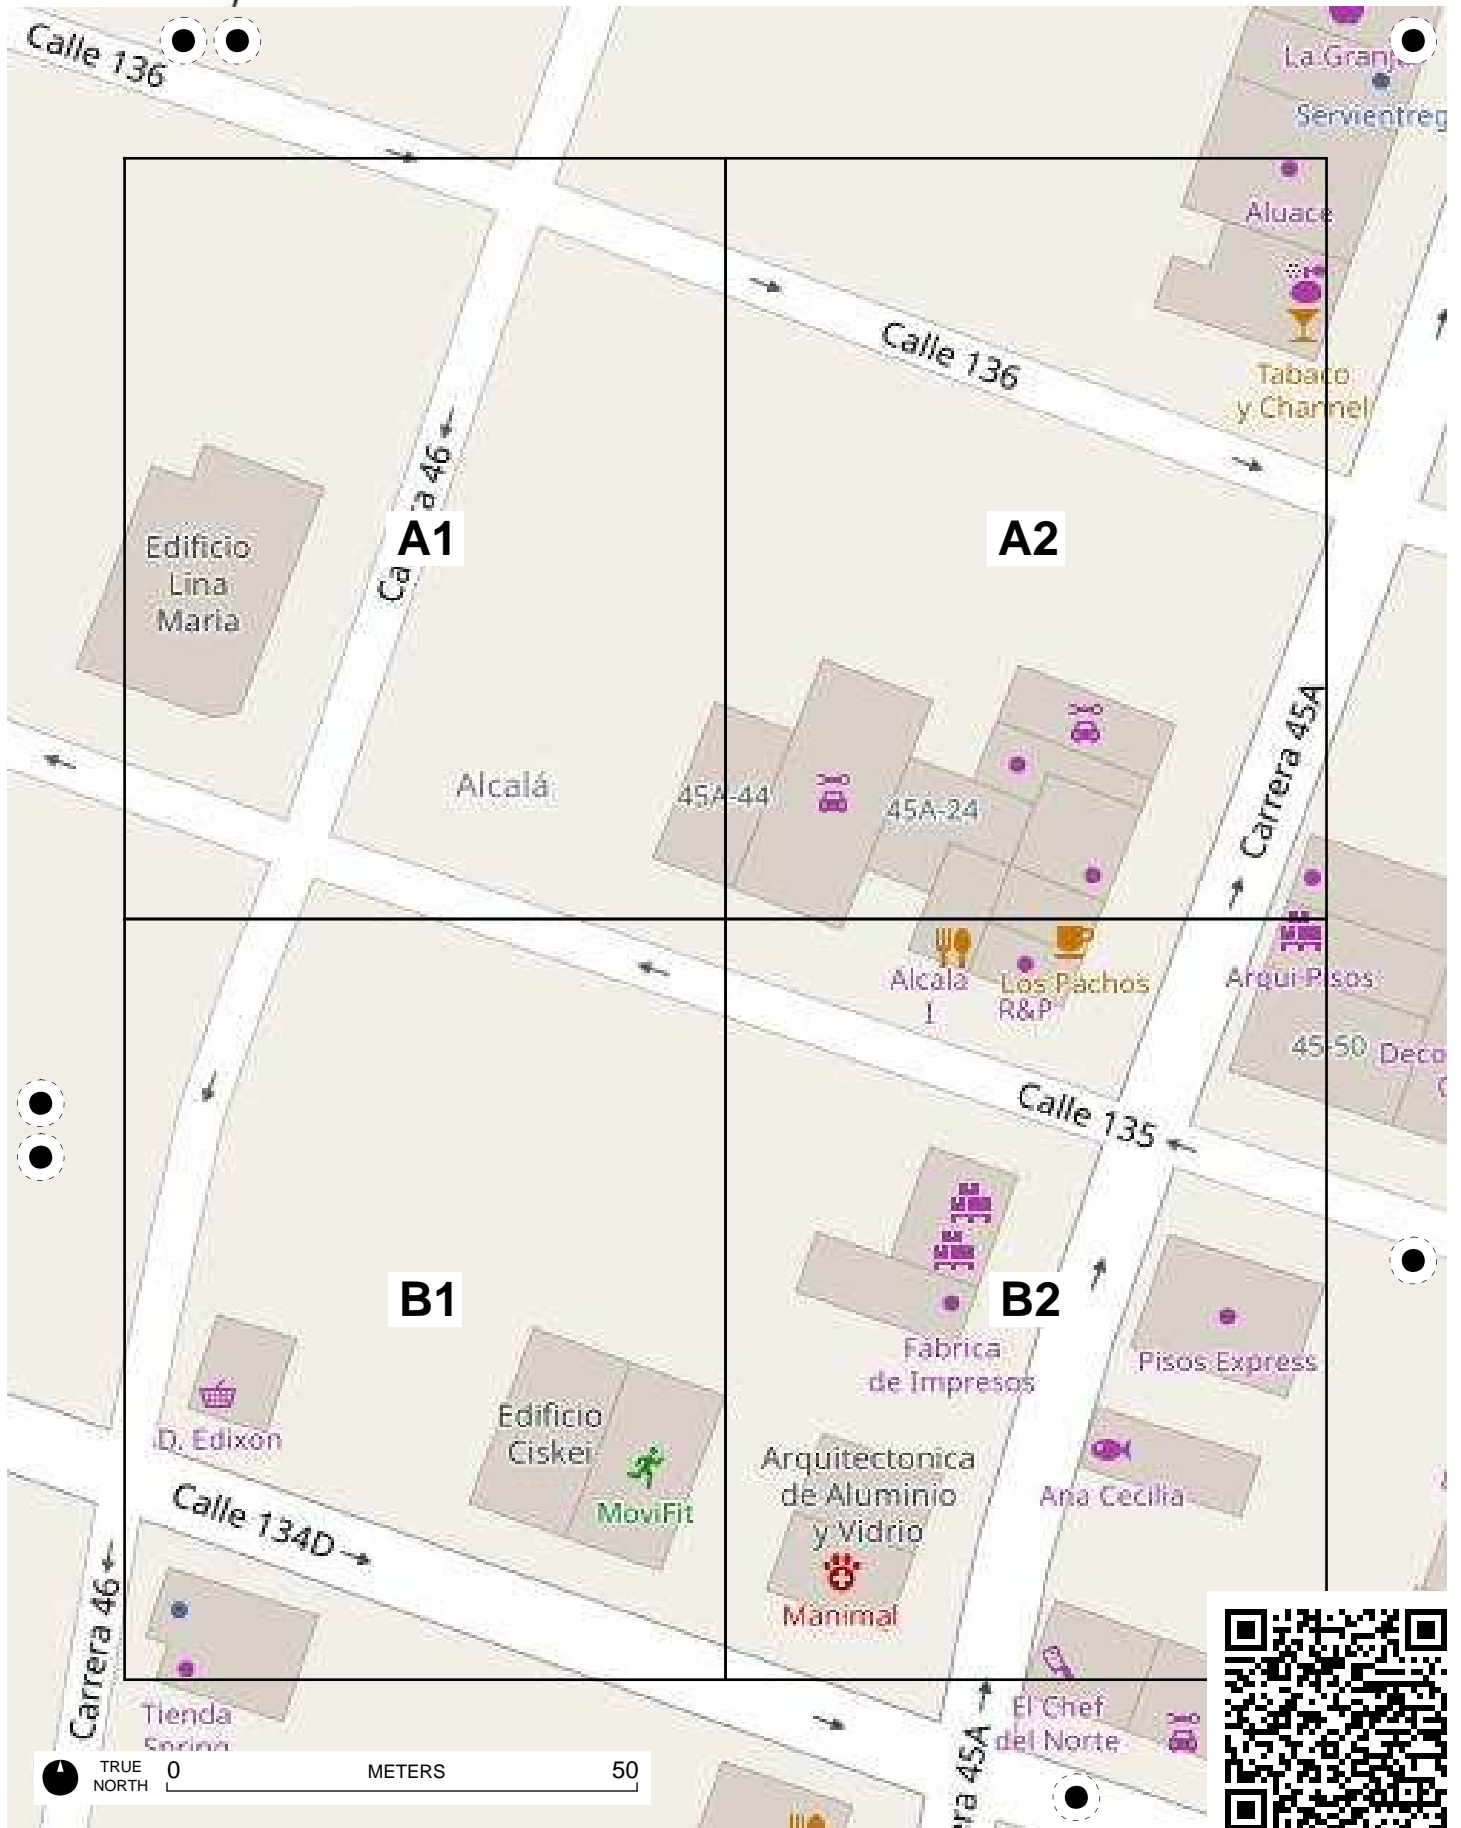 Calle 136
La Granj
Servientreg
Aluace
Calle 136
Tabaco
y Channel
Carrera 46
A1
A2
Edificio
Lina
Maria
Carrera 45A
Alcalá
45A-44
45A-24
Alcala
1
Los Pachos
R&P
Arqui-Pisos
45-50
Deco
Calle 135
B1
B2
Fabrica
de Impresos
Pisos Express
D. Edixon
Edificio
Ciskei
MoviFit
Arquitectonica
de Aluminio
y Vidrio
Manimal
Ana Cecilia
Calle 134D
Carrera 46
Tienda
Spring
El Chef
del Norte
era 45A
TRUE
NORTH
0 METERS 50